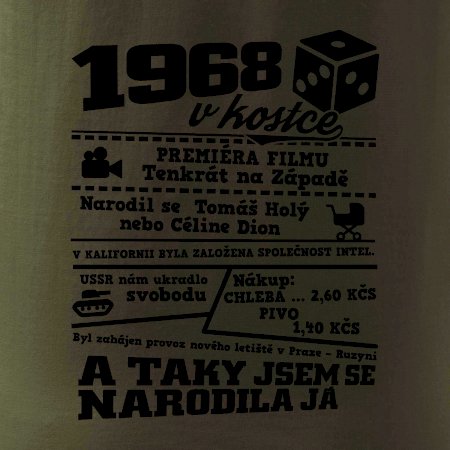 1968
v kostce
PREMIÉRA FILMU
Tenkrát na Západě
Narodil se Tomáš Holý
nebo Céline Dion
V KALIFORNII BYLA ZALOŽENA SPOLEČNOST INTEL.
USSR nám ukradlo
svobodu
Nákup:
CHLEBA ... 2,60 KČS
PIVO
1,40 KČS
Byl zahájen provoz nového letiště v Praze - Ruzyni
A TAKY JSEM SE
NARODILA JÁ